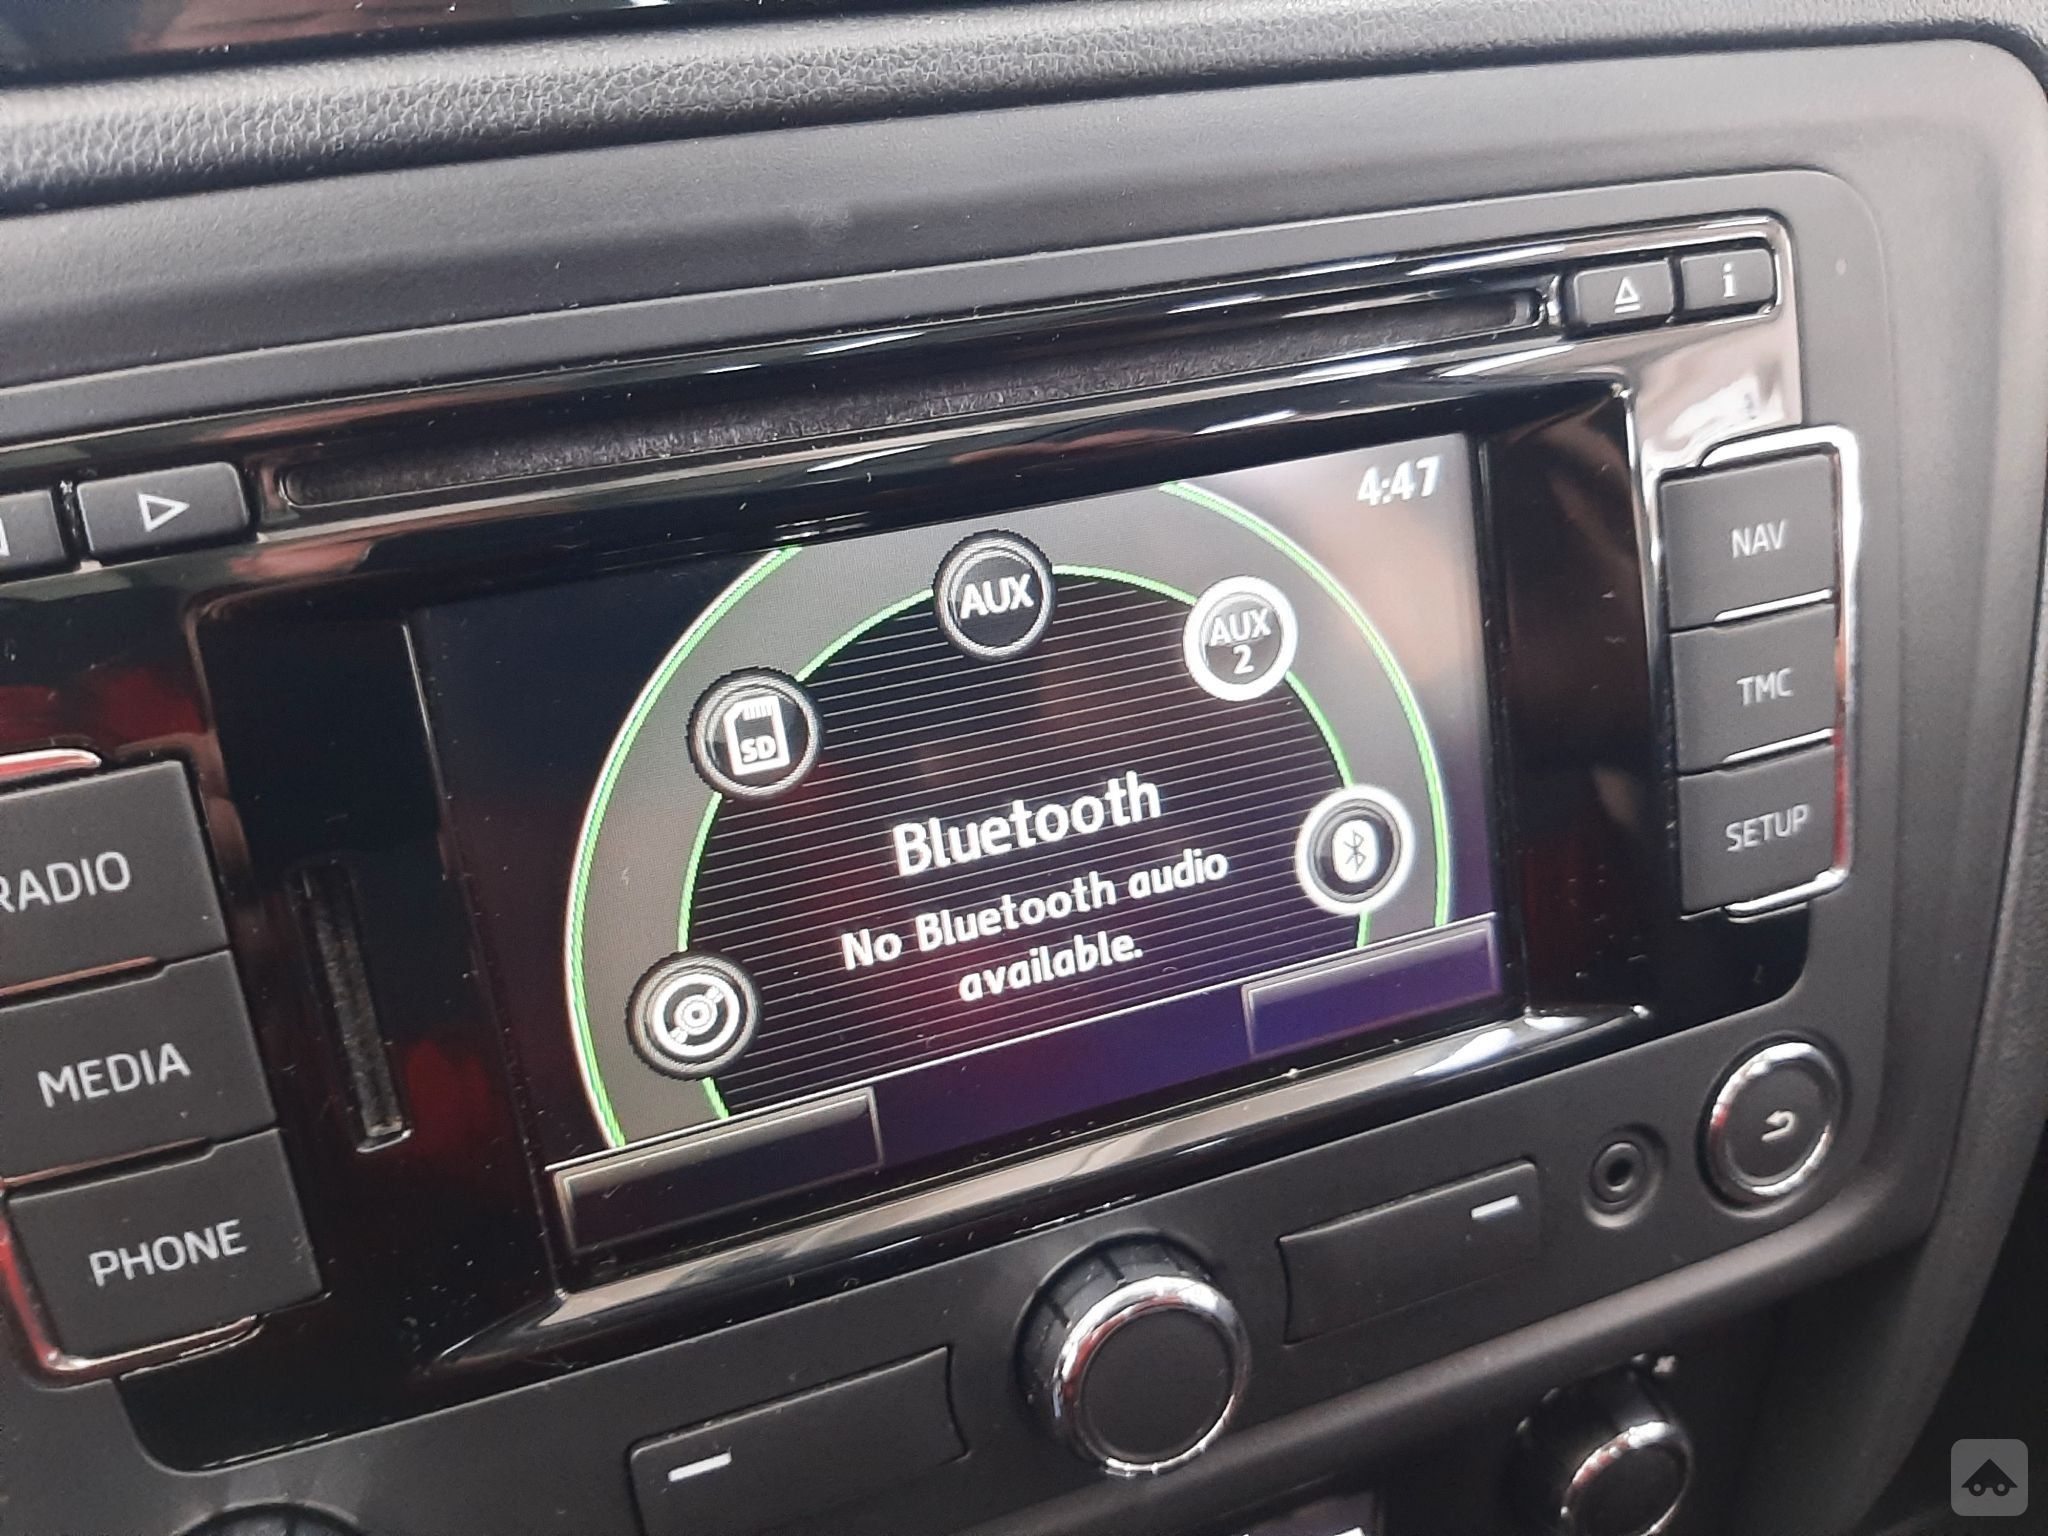 i
4:47
NAV
AUX
AUX
2
TMC
SD
Bluetooth
SETUP
No Bluetooth audio
available.
RADIO
MEDIA
PHONE